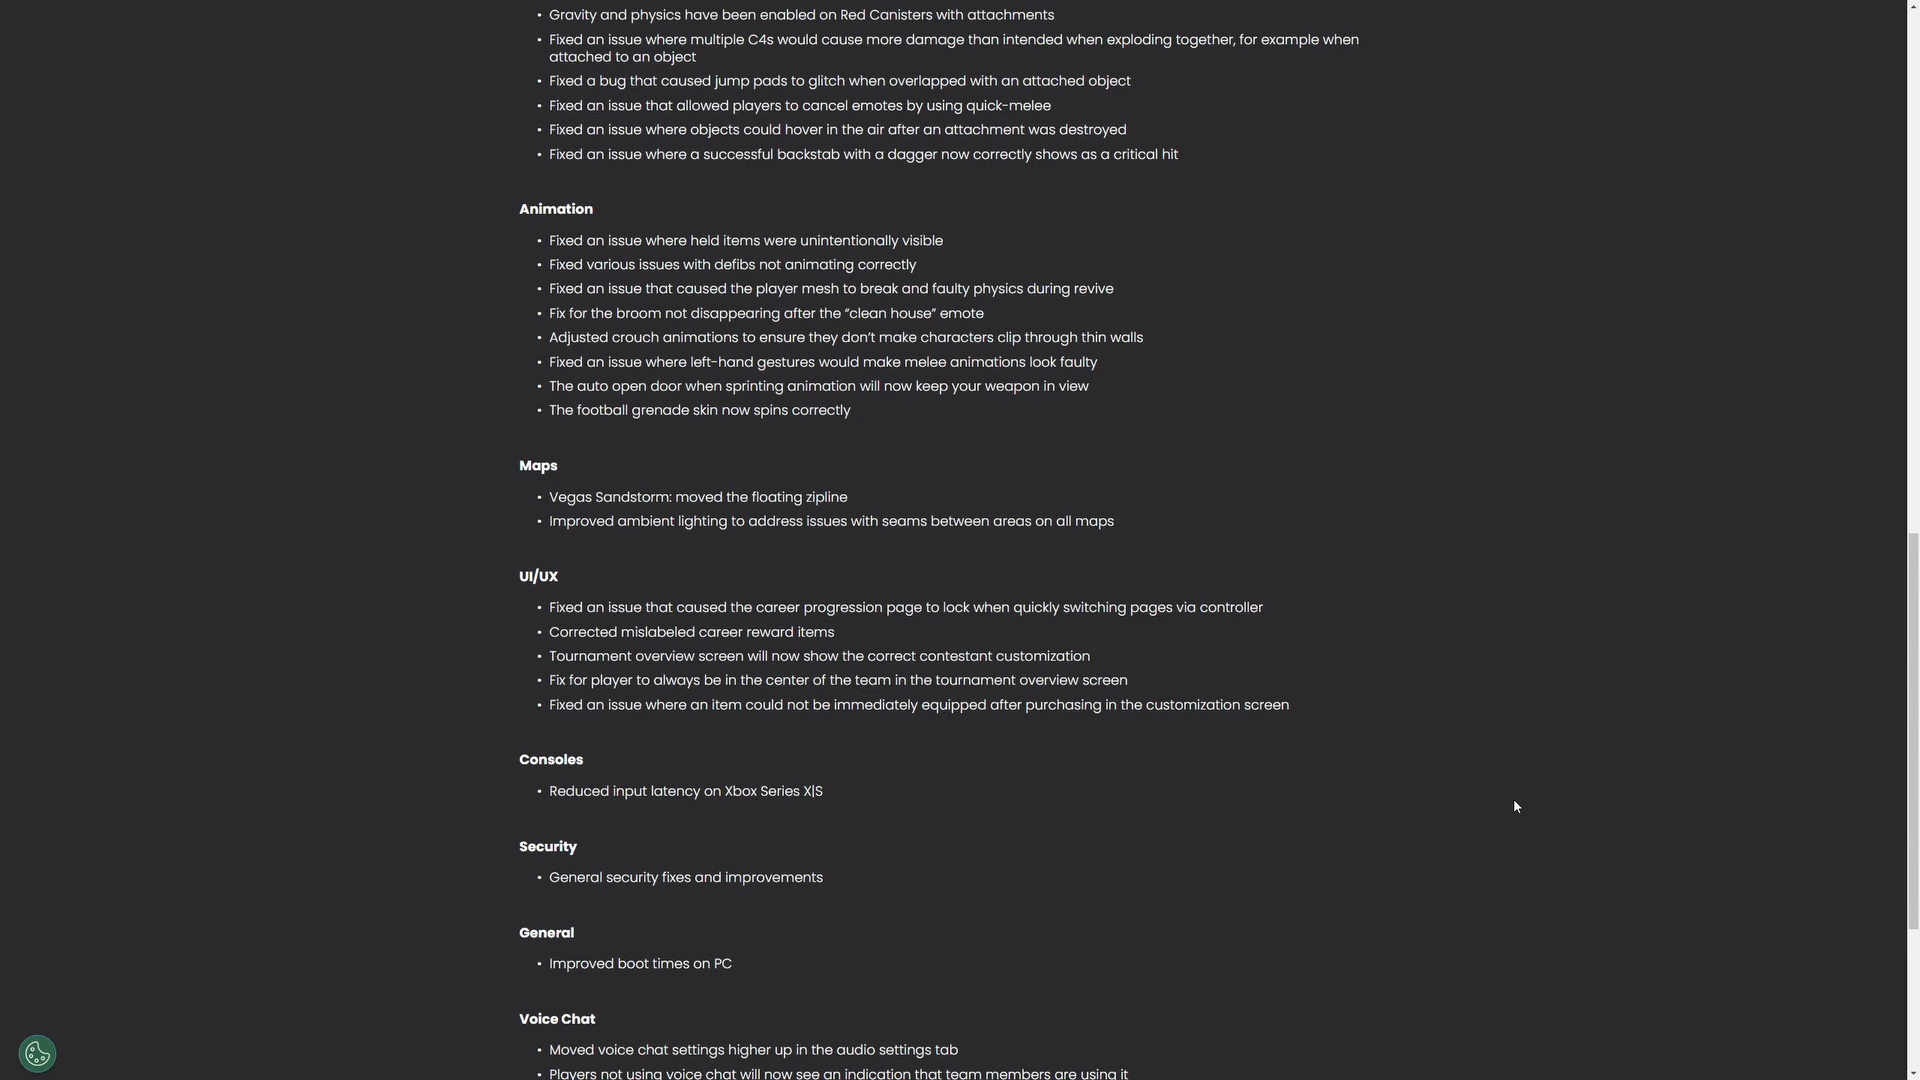 • Gravity and physics have been enabled on Red Canisters with attachments
• Fixed an issue where multiple C4s would cause more damage than intended when exploding together, for example when
attached to an object
• Fixed a bug that caused jump pads to glitch when overlapped with an attached object
• Fixed an issue that allowed players to cancel emotes by using quick-melee
• Fixed an issue where objects could hover in the air after an attachment was destroyed
• Fixed an issue where a successful backstab with a dagger now correctly shows as a critical hit
Animation
• Fixed an issue where held items were unintentionally visible
• Fixed various issues with defibs not animating correctly
• Fixed an issue that caused the player mesh to break and faulty physics during revive
• Fix for the broom not disappearing after the “clean house” emote
• Adjusted crouch animations to ensure they don’t make characters clip through thin walls
• Fixed an issue where left-hand gestures would make melee animations look faulty
• The auto open door when sprinting animation will now keep your weapon in view
• The football grenade skin now spins correctly
Maps
• Vegas Sandstorm: moved the floating zipline
• Improved ambient lighting to address issues with seams between areas on all maps
UI/UX
• Fixed an issue that caused the career progression page to lock when quickly switching pages via controller
• Corrected mislabeled career reward items
• Tournament overview screen will now show the correct contestant customization
• Fix for player to always be in the center of the team in the tournament overview screen
• Fixed an issue where an item could not be immediately equipped after purchasing in the customization screen
Consoles
• Reduced input latency on Xbox Series X|S
Security
• General security fixes and improvements
General
• Improved boot times on PC
Voice Chat
• Moved voice chat settings higher up in the audio settings tab
• Players not using voice chat will now see an indication that team members are using it